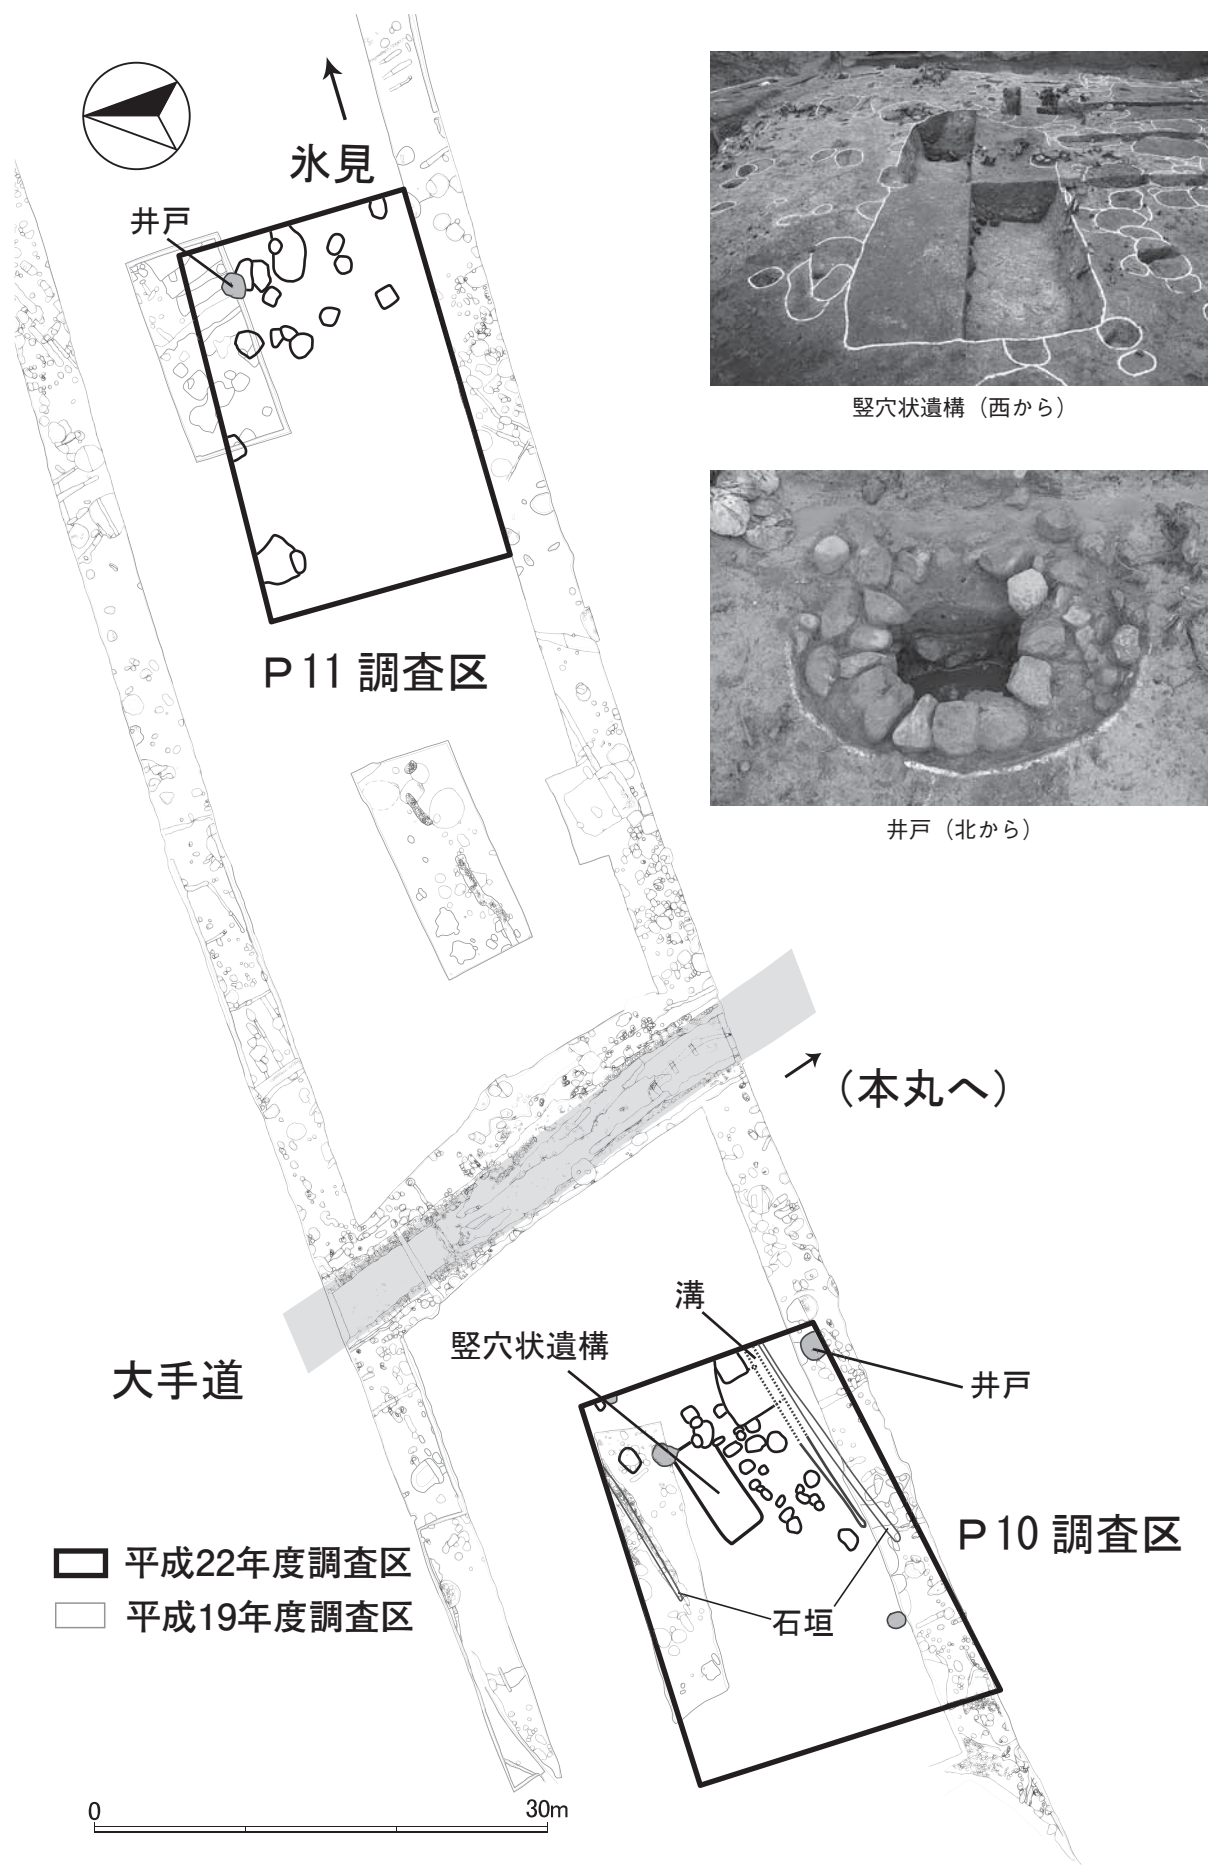 氷見
井戸
竪穴状遺構（西から）
井戸（北から）
P11 調査区
（本丸へ）
溝
竪穴状遺構
大手道
井戸
P10 調査区
平成22年度調査区
平成19年度調査区
石垣
0 30m